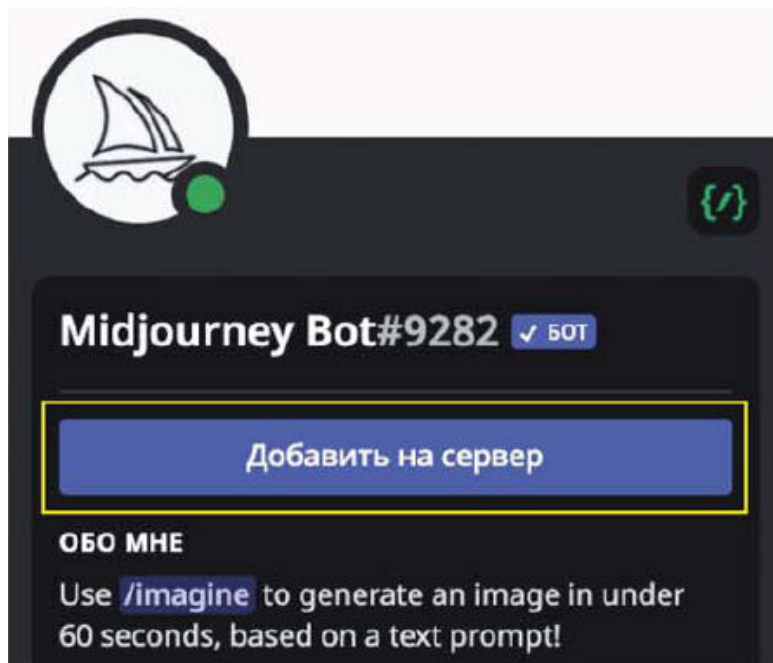 Midjourney Bot#9282 ✓ БОТ
Добавить на сервер
ОБО МНЕ
Use /imagine to generate an image in under
60 seconds, based on a text prompt!